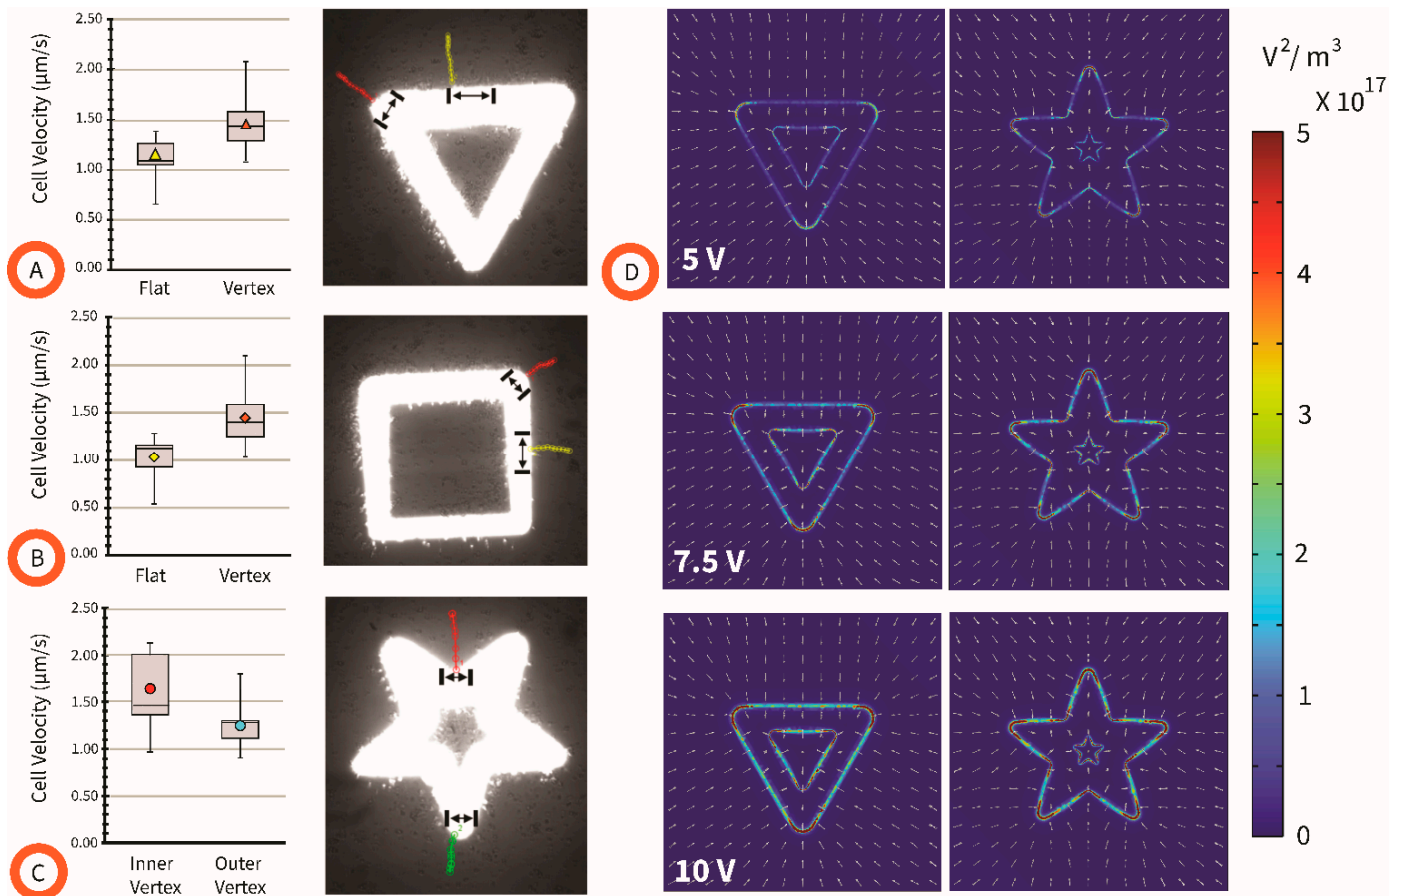 2.50
2.00
1.50
1.00
0.50
0.00
Cell Velocity (µm/s)
Flat Vertex
A
2.50
2.00
1.50
1.00
0.50
0.00
Cell Velocity (µm/s)
Flat Vertex
B
2.50
2.00
1.50
1.00
0.50
0.00
Cell Velocity (µm/s)
Inner Outer
Vertex Vertex
C
D
5 V
7.5 V
10 V
V²/ m³
X 10¹⁷
5
4
3
2
1
0